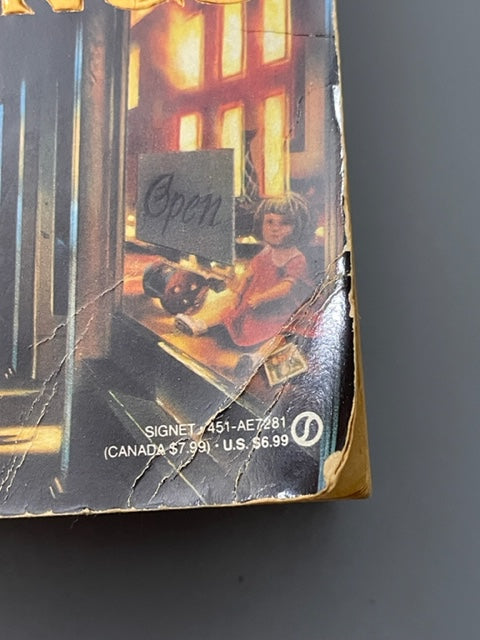 Open
SIGNET • 451-AE7281
(CANADA $7.99) • U.S. $6.99